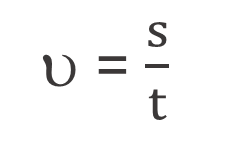 υ = s/t